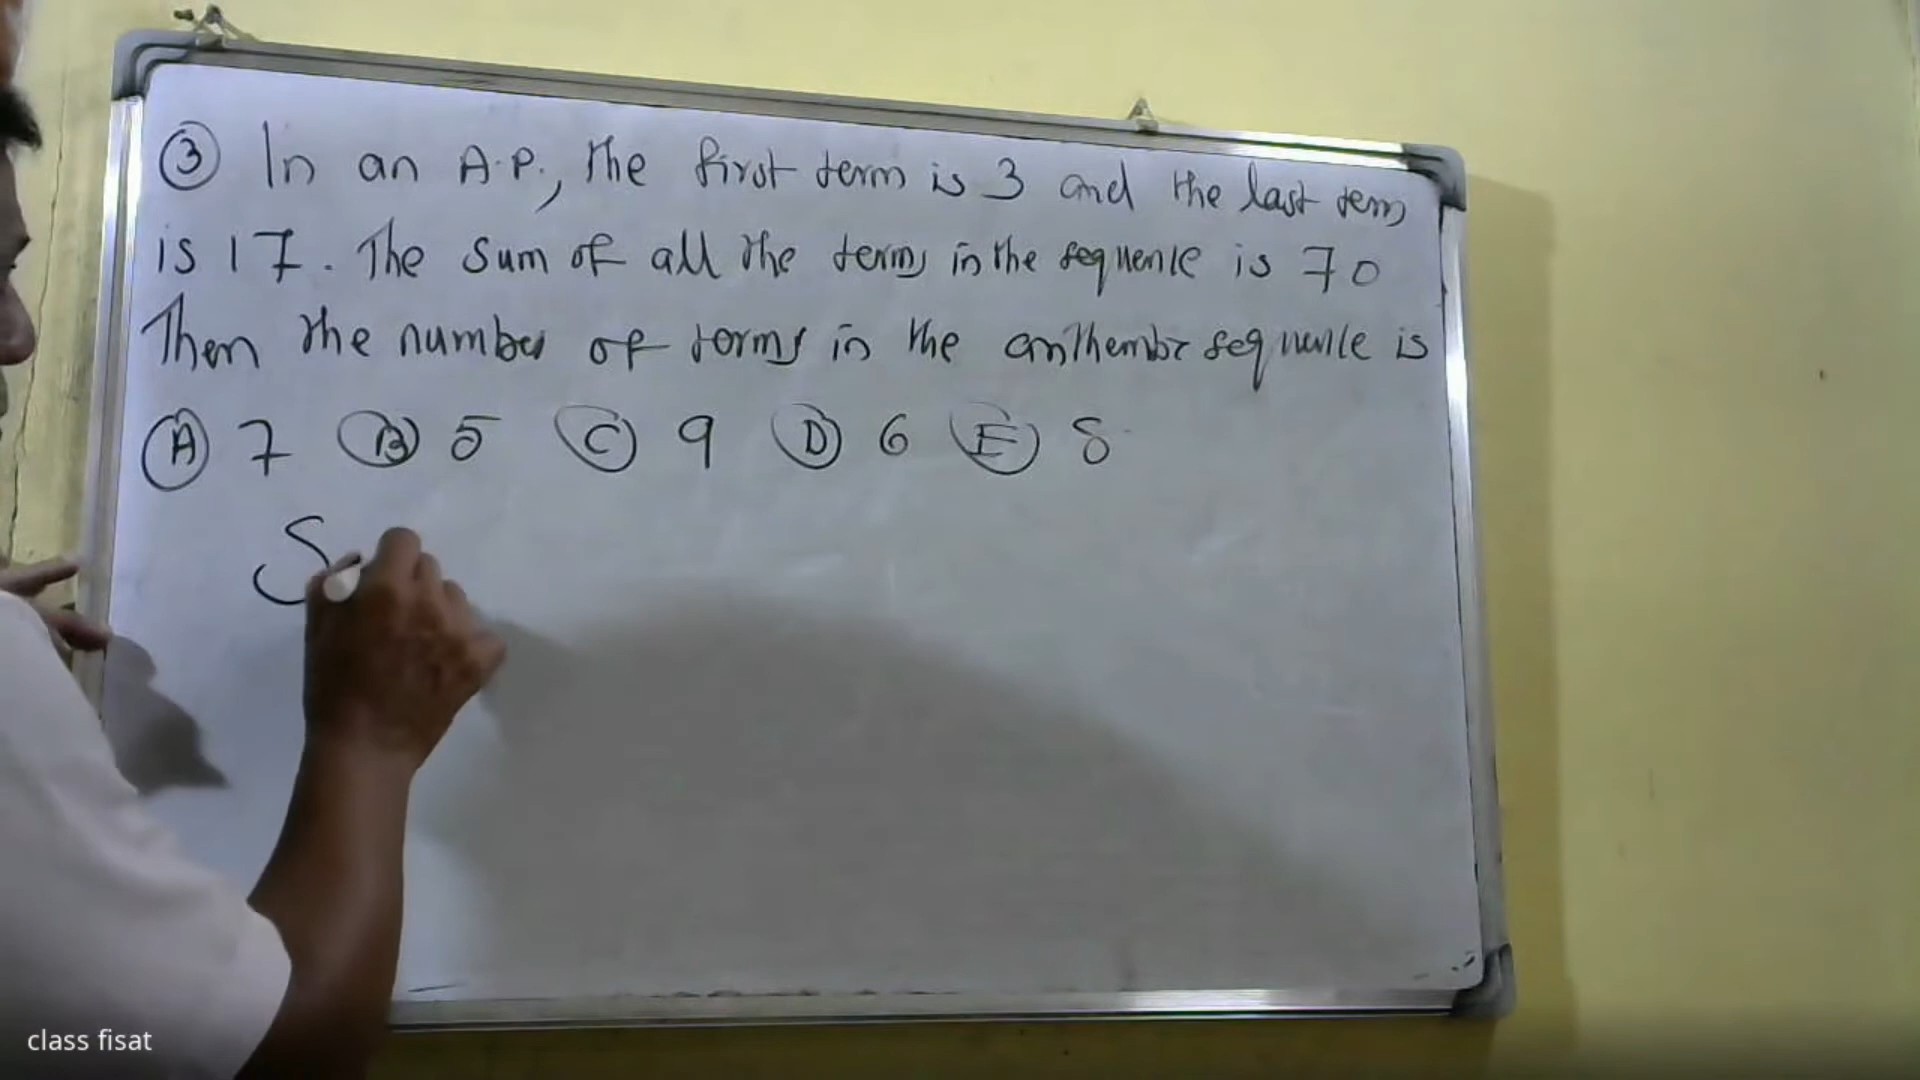 ③ In an A.P., the first term is 3 and the last term
is 17. The sum of all the terms in the sequence is 70
Then the number of terms in the arithmetic sequence is
Ⓐ 7 Ⓑ 5 Ⓒ 9 Ⓓ 6 Ⓔ 8
S
class fisat